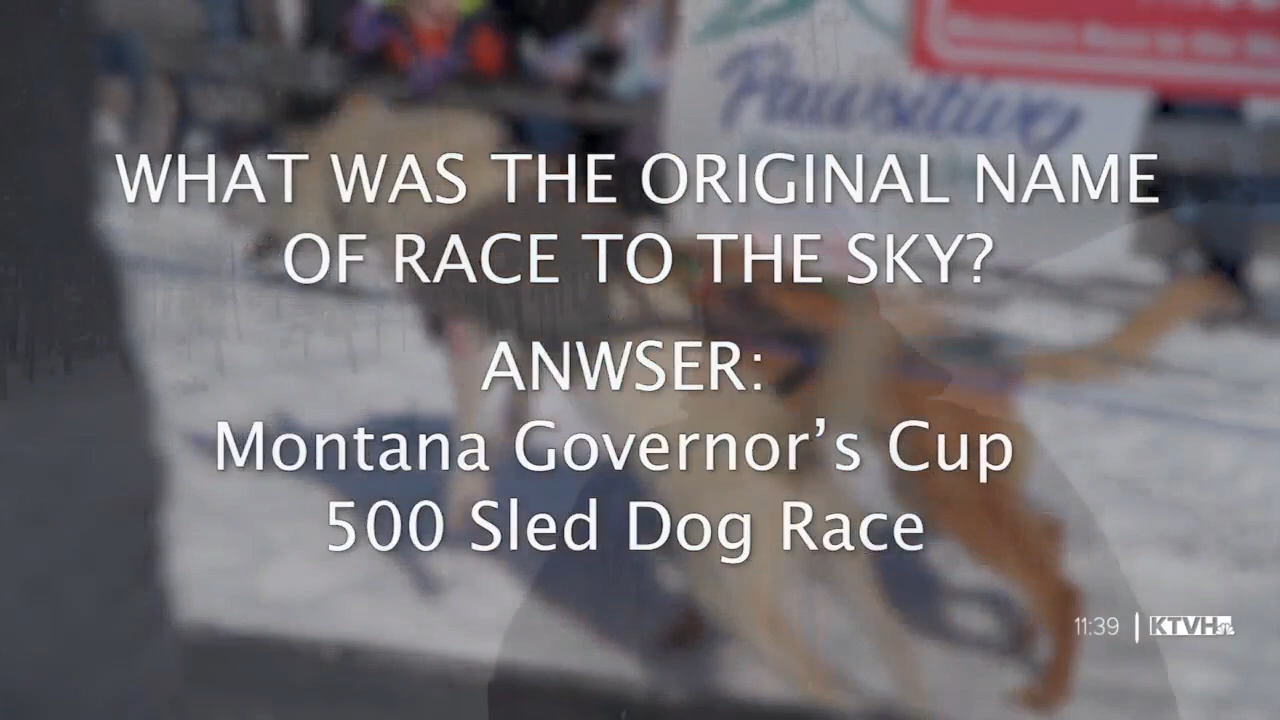 Pawsitive
WHAT WAS THE ORIGINAL NAME
OF RACE TO THE SKY?
ANWSER:
Montana Governor’s Cup
500 Sled Dog Race
11:39 | KTVH